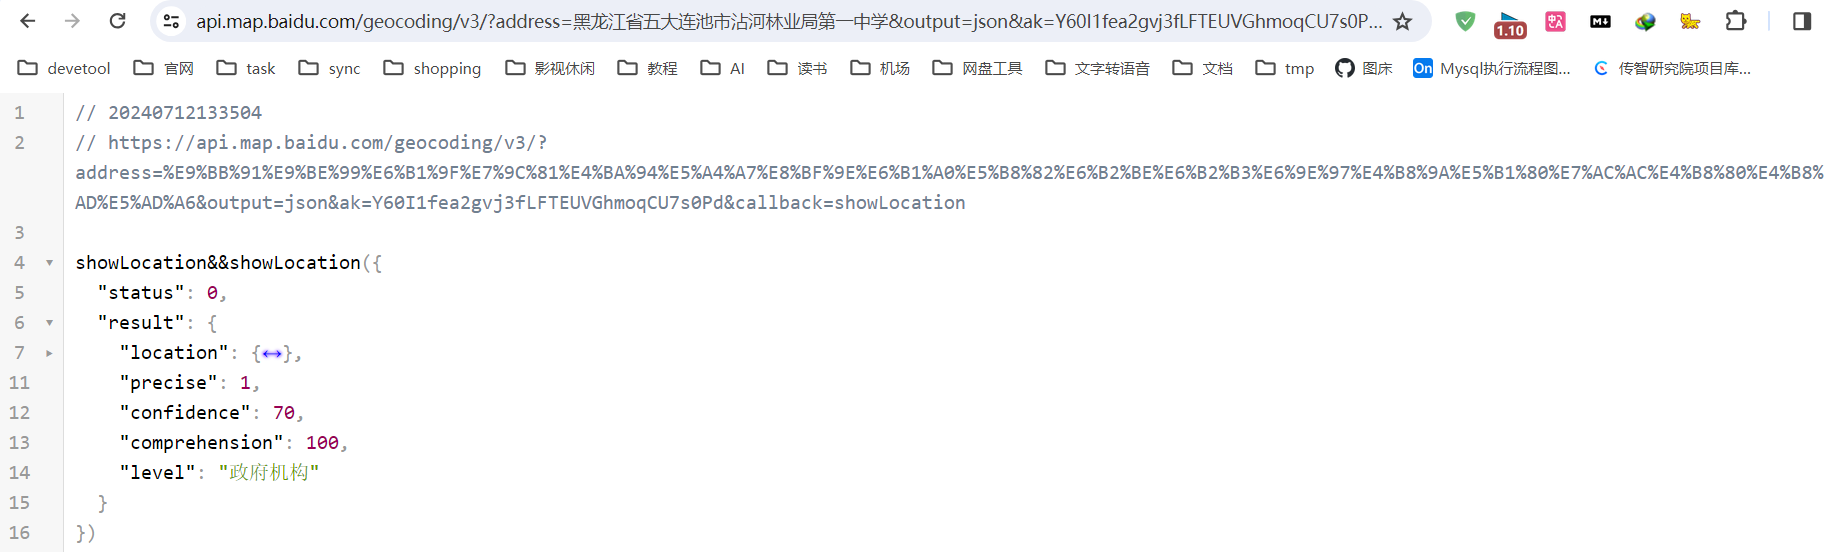 api.map.baidu.com/geocoding/v3/?address=黑龙江省五大连池市沾河林业局第一中学&output=json&ak=Y60I1fea2gvj3fLFTEUVGhmoqCU7s0P...
1.10
devetool 官网 task sync shopping 影视休闲 教程 AI 读书 机场 网盘工具 文字转语音 文档 tmp 图床 On Mysql执行流程图... 传智研究院项目库...
1 // 20240712133504
2 // https://api.map.baidu.com/geocoding/v3/?
address=%E9%BB%91%E9%BE%99%E6%B1%9F%E7%9C%81%E4%BA%94%E5%A4%A7%E8%BF%9E%E6%B1%A0%E5%B8%82%E6%B2%BE%E6%B2%B3%E6%9E%97%E4%B8%9A%E5%B1%80%E7%AC%AC%E4%B8%80%E4%B8%
AD%E5%AD%A6&output=json&ak=Y60I1fea2gvj3fLFTEUVGhmoqCU7s0Pd&callback=showLocation
3
4 showLocation&&showLocation({
5 "status": 0,
6 "result": {
7 "location": {↔},
11 "precise": 1,
12 "confidence": 70,
13 "comprehension": 100,
14 "level": "政府机构"
15 }
16 })